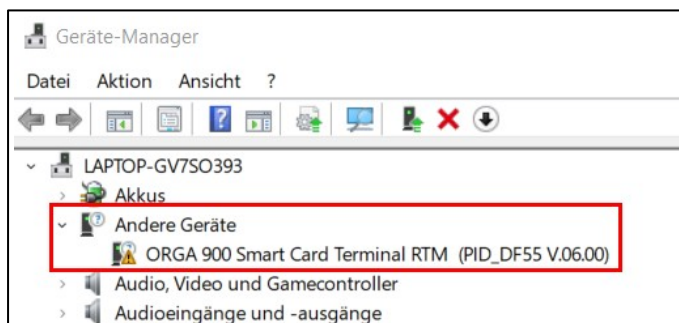 Geräte-Manager
Datei Aktion Ansicht ?
LAPTOP-GV7SO393
Akkus
Andere Geräte
ORGA 900 Smart Card Terminal RTM (PID_DF55 V.06.00)
Audio, Video und Gamecontroller
Audioeingänge und -ausgänge